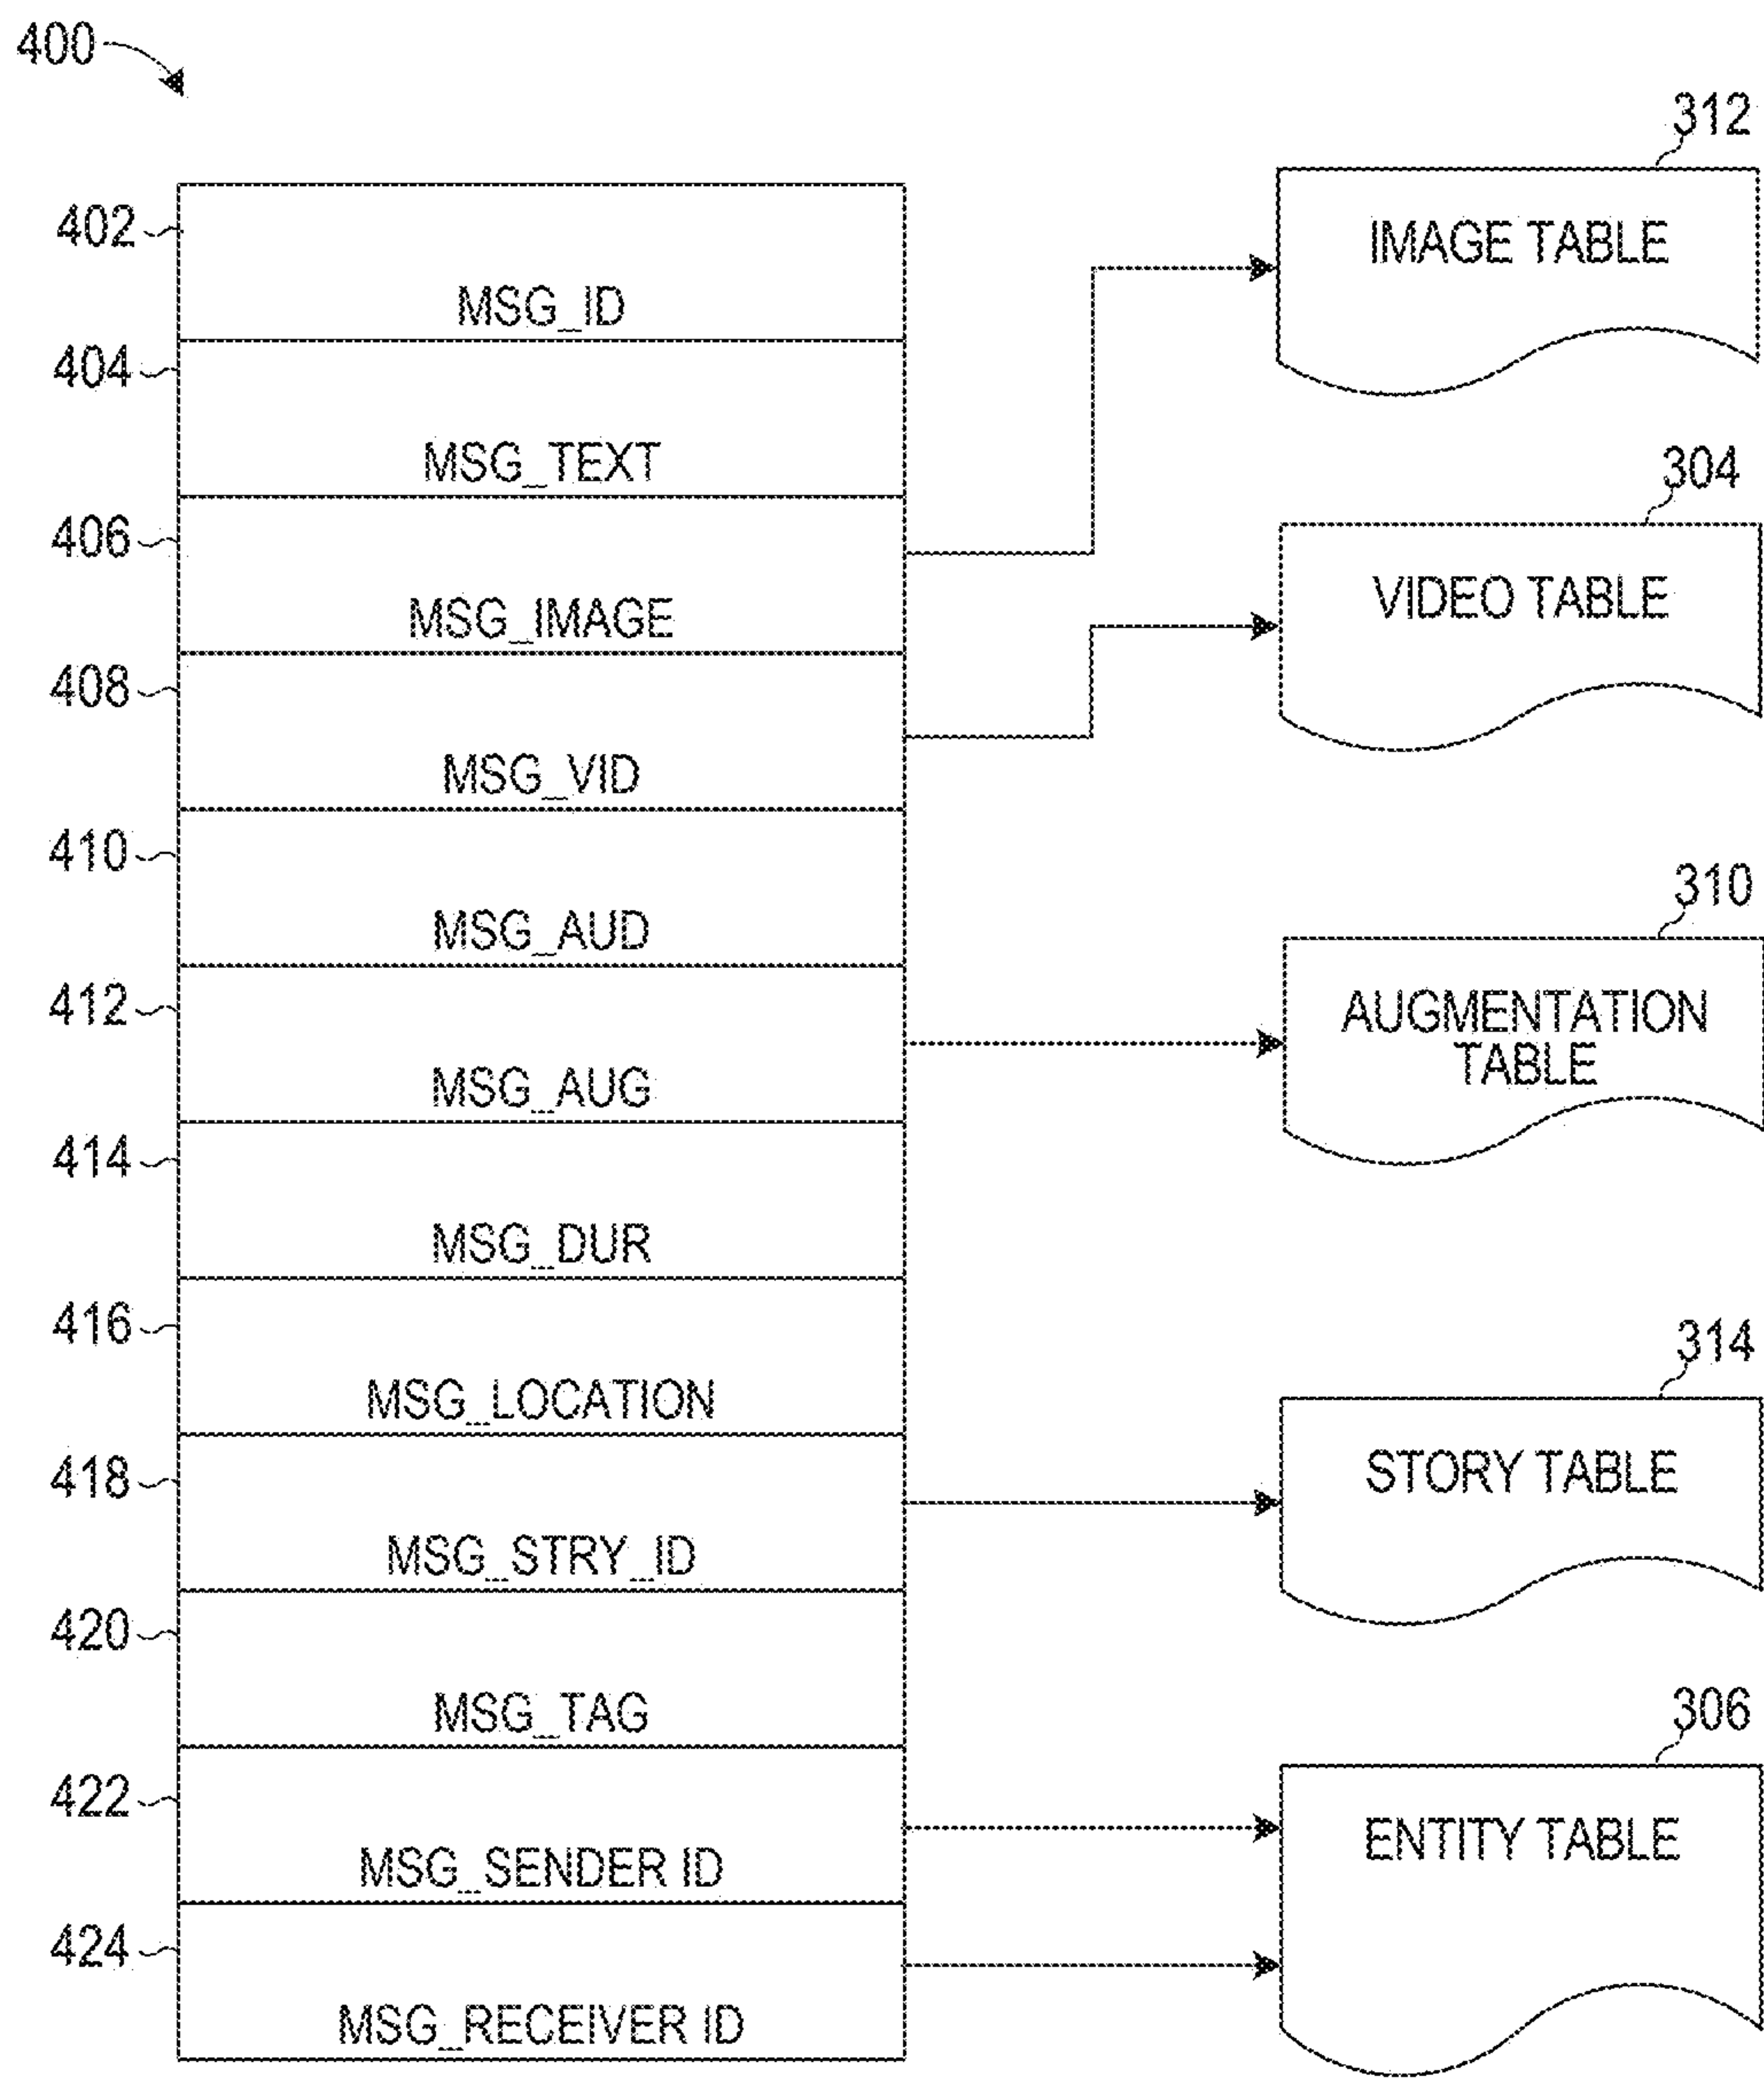 400
312
402
IMAGE TABLE
MSG_ID
404
MSG_TEXT
304
406
VIDEO TABLE
MSG_IMAGE
408
MSG_VID
410
310
MSG_AUD
412
AUGMENTATION
TABLE
MSG_AUG
414
MSG_DUR
416
314
MSG_LOCATION
418
STORY TABLE
MSG_STRY_ID
420
306
MSG_TAG
422
ENTITY TABLE
MSG_SENDER ID
424
MSG_RECEIVER ID